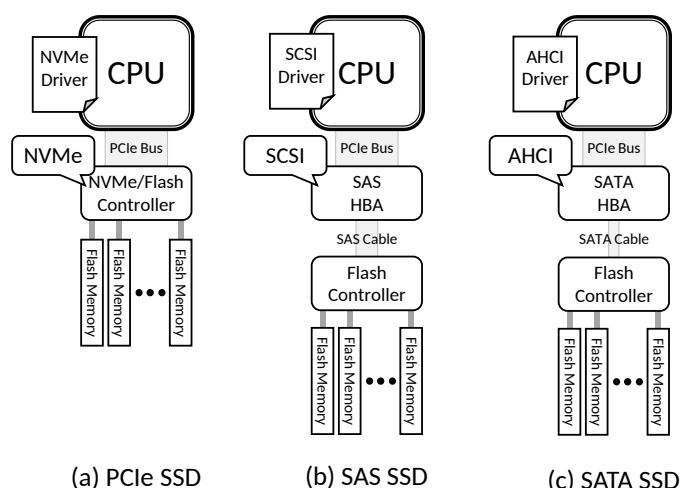 NVMe
Driver
CPU
PCIe Bus
NVMe
NVMe/Flash
Controller
Flash Memory
Flash Memory
Flash Memory
(a) PCIe SSD
SCSI
Driver
CPU
PCIe Bus
SCSI
SAS
HBA
SAS Cable
Flash
Controller
Flash Memory
Flash Memory
Flash Memory
(b) SAS SSD
AHCI
Driver
CPU
PCIe Bus
AHCI
SATA
HBA
SATA Cable
Flash
Controller
Flash Memory
Flash Memory
Flash Memory
(c) SATA SSD